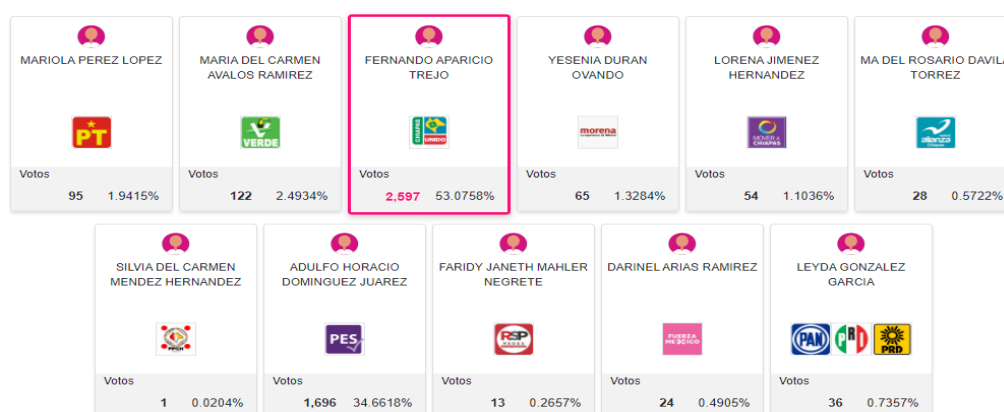 MARIOLA PEREZ LOPEZ
PT
Votos
95 1.9415%
MARIA DEL CARMEN
AVALOS RAMIREZ
VERDE
Votos
122 2.4934%
FERNANDO APARICIO
TREJO
CHIAPAS
UNIDO
Votos
2,597 53.0758%
YESENIA DURAN
OVANDO
morena
Votos
65 1.3284%
LORENA JIMENEZ
HERNANDEZ
MOVER A
CHIAPAS
Votos
54 1.1036%
MA DEL ROSARIO DAVILA
TORREZ
alianza
Votos
28 0.5722%
SILVIA DEL CARMEN
MENDEZ HERNANDEZ
PPCH
Votos
1 0.0204%
ADULFO HORACIO
DOMINGUEZ JUAREZ
PES
Votos
1,696 34.6618%
FARIDY JANETH MAHLER
NEGRETE
RSP
Votos
13 0.2657%
DARINEL ARIAS RAMIREZ
FUERZA
Votos
24 0.4905%
LEYDA GONZALEZ
GARCIA
PAN
PRI
PRD
Votos
36 0.7357%